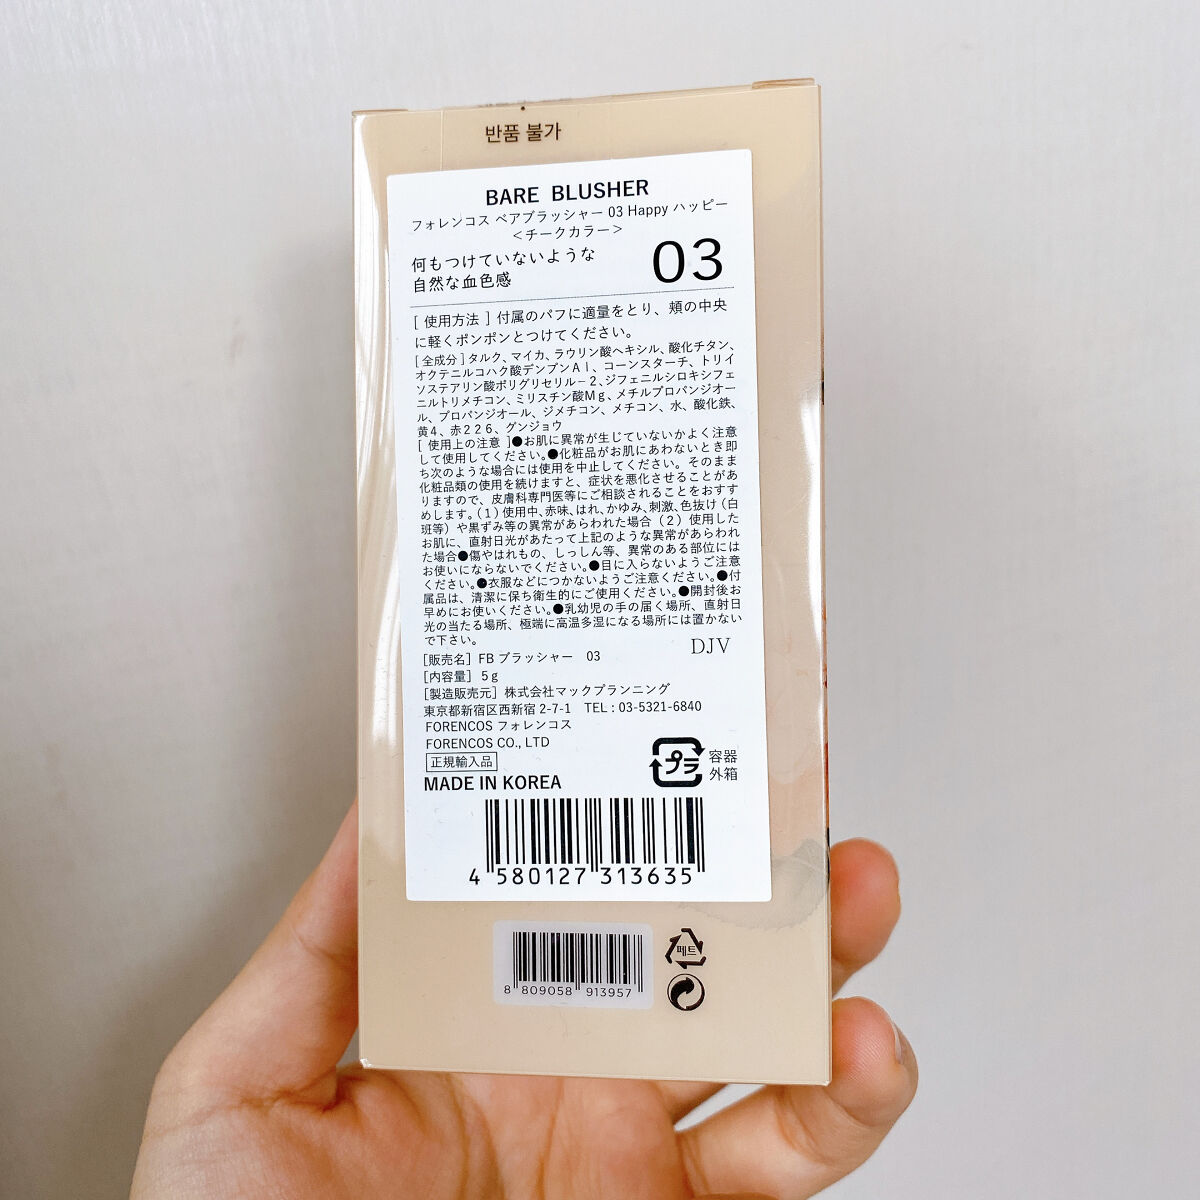 반품 불가
BARE BLUSHER
フォレンコス ベアブラッシャー 03 Happy ハッピー
＜チークカラー＞
何もつけていないような
自然な血色感
03
[ 使用方法 ] 付属のパフに適量をとり、頬の中央
に軽くポンポンとつけてください。
[ 全成分 ] タルク、マイカ、ラウリン酸ヘキシル、酸化チタン、
オクテニルコハク酸デンプンＡｌ、コーンスターチ、トリイ
ソステアリン酸ポリグリセリル－２、ジフェニルシロキシフェ
ニルトリメチコン、ミリスチン酸Ｍｇ、メチルプロパンジオー
ル、プロパンジオール、ジメチコン、メチコン、水、酸化鉄、
黄４、赤２２６、グンジョウ
[ 使用上の注意 ]●お肌に異常が生じていないかよく注意
して使用してください。●化粧品がお肌にあわないとき即
ち次のような場合には使用を中止してください。そのまま
化粧品類の使用を続けますと、症状を悪化させることがあ
りますので、皮膚科専門医等にご相談されることをおすす
めします。（１）使用中、赤味、はれ、かゆみ、刺激、色抜け（白
班等）や黒ずみ等の異常があらわれた場合（２）使用した
お肌に、直射日光があたって上記のような異常があらわれ
た場合●傷やはれもの、しっしん等、異常のある部位には
お使いにならないでください。●目に入らないようご注意
ください。●衣服などにつかないようご注意ください。●付
属品は、清潔に保ち衛生的にご使用ください。●開封後お
早めにお使いください。●乳幼児の手の届く場所、直射日
光の当たる場所、極端に高温多湿になる場所には置かない
で下さい。
DJV
［販売名］FB ブラッシャー 03
［内容量］5ｇ
［製造販売元］株式会社マックプランニング
東京都新宿区西新宿 2-7-1 TEL : 03-5321-6840
FORENCOS フォレンコス
FORENCOS CO., LTD
正規輸入品
MADE IN KOREA
プラ
容器
外箱
4 580127 313635
8 809058 913957
페트